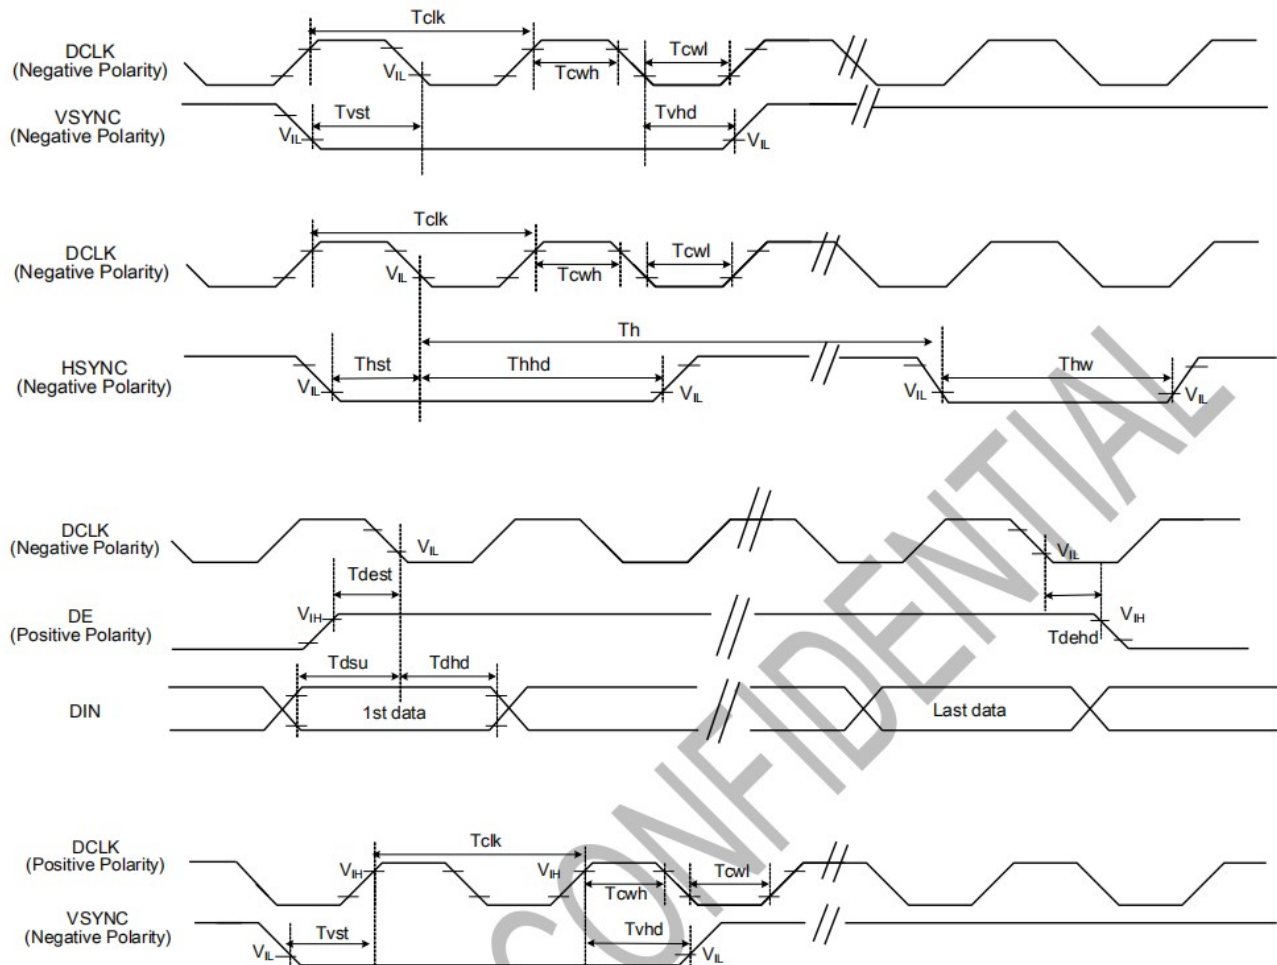 Tclk
DCLK
(Negative Polarity)
VIL
Tcwh
Tcwl
VSYNC
(Negative Polarity)
VIL
Tvst
Tvhd
VIL
Tclk
DCLK
(Negative Polarity)
VIL
Tcwh
Tcwl
Th
HSYNC
(Negative Polarity)
VIL
Thst
Thhd
VIL
VIL
Thw
VIL
DCLK
(Negative Polarity)
VIL
VIL
Tdest
DE
(Positive Polarity)
VIH
VIH
Tdehd
Tdsu
Tdhd
DIN
1st data
Last data
DCLK
(Positive Polarity)
VIH
Tclk
VIH
Tcwh
Tcwl
VSYNC
(Negative Polarity)
VIL
Tvst
Tvhd
VIL
CONFIDENTIAL